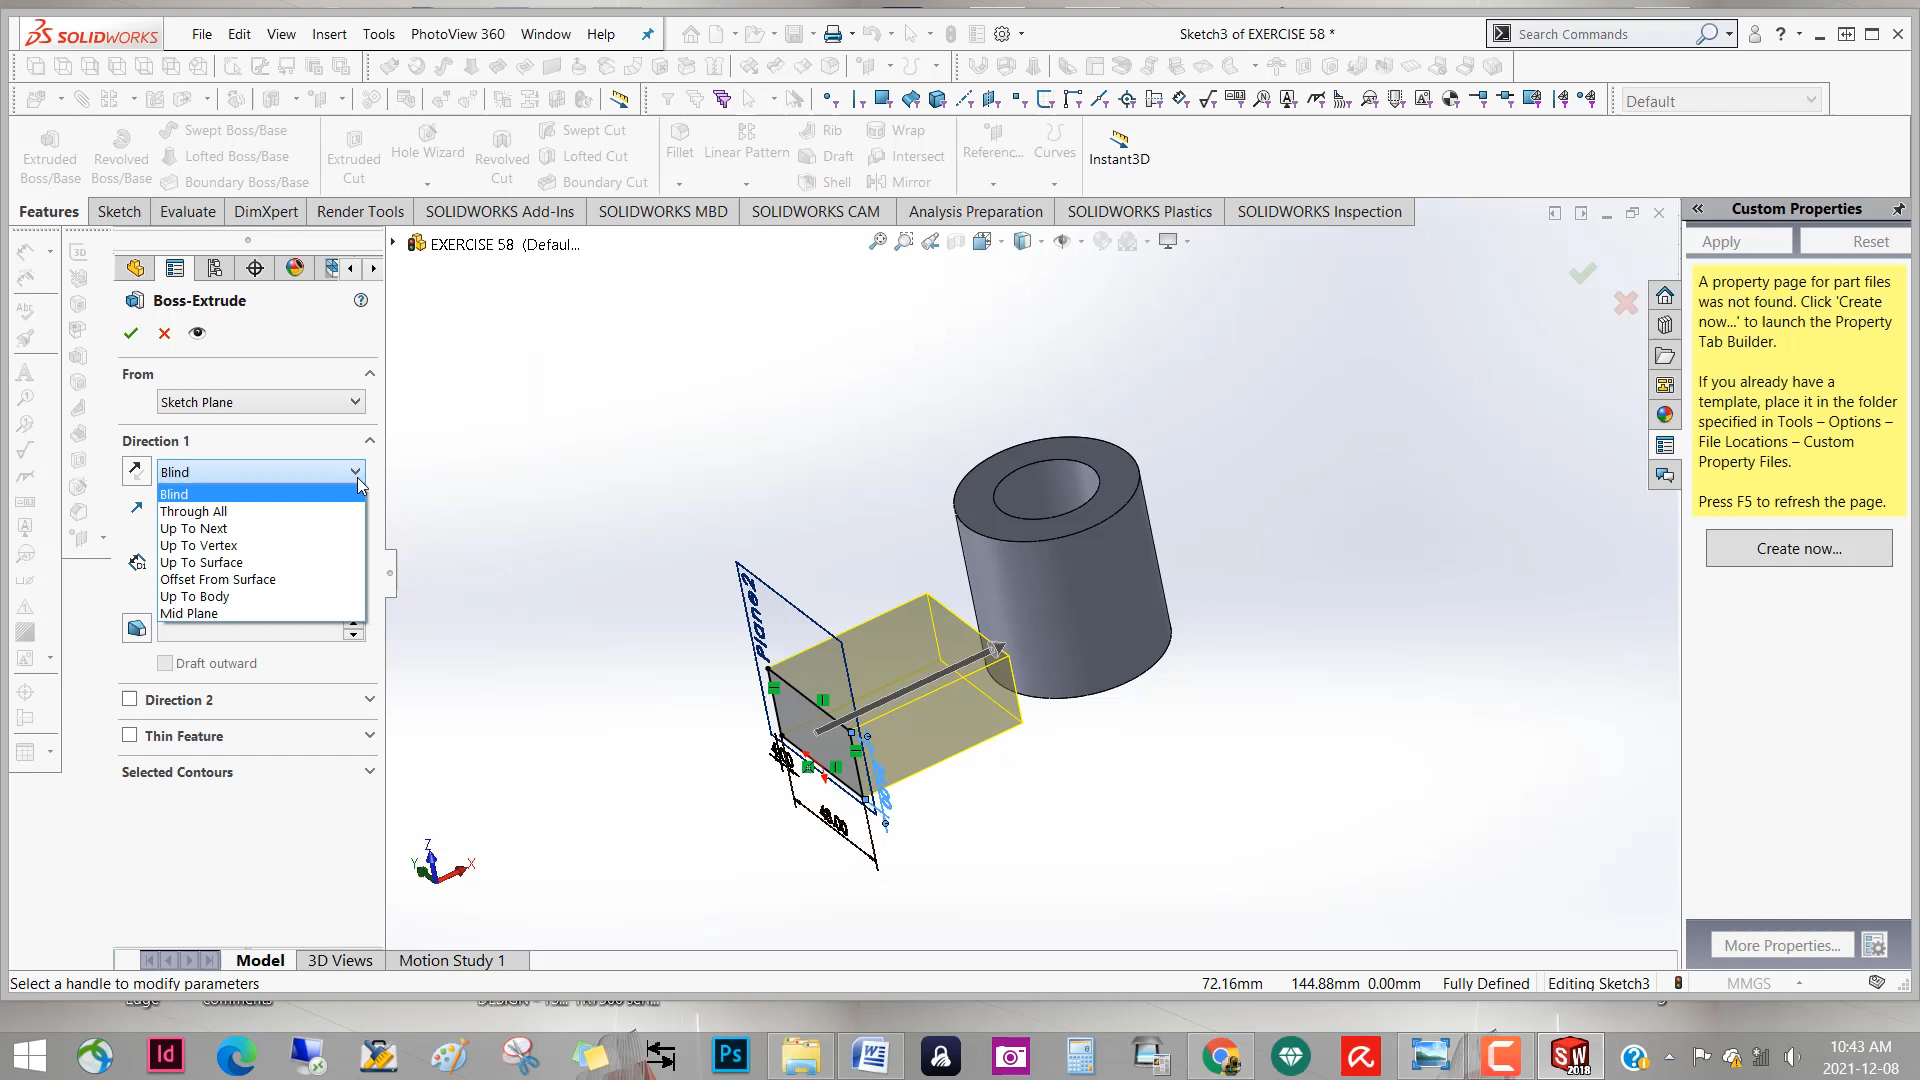 SOLIDWORKS File Edit View Insert Tools PhotoView 360 Window Help Sketch3 of EXERCISE 58 * Search Commands
Default
Extruded Boss/Base
Revolved Boss/Base
Swept Boss/Base
Lofted Boss/Base
Boundary Boss/Base
Extruded Cut
Hole Wizard
Revolved Cut
Swept Cut
Lofted Cut
Boundary Cut
Fillet
Linear Pattern
Rib
Draft
Shell
Wrap
Intersect
Mirror
Referenc...
Curves
Instant3D
Features Sketch Evaluate DimXpert Render Tools SOLIDWORKS Add-Ins SOLIDWORKS MBD SOLIDWORKS CAM Analysis Preparation SOLIDWORKS Plastics SOLIDWORKS Inspection
EXERCISE 58 (Defaul...
Boss-Extrude
From
Sketch Plane
Direction 1
Blind
Blind
Through All
Up To Next
Up To Vertex
Up To Surface
Offset From Surface
Up To Body
Mid Plane
Draft outward
Direction 2
Thin Feature
Selected Contours
Plane2
Z
Y
X
Custom Properties
Apply Reset
A property page for part files
was not found. Click 'Create
now...' to launch the Property
Tab Builder.
If you already have a
template, place it in the folder
specified in Tools – Options –
File Locations – Custom
Property Files.
Press F5 to refresh the page.
Create now...
More Properties...
Model 3D Views Motion Study 1
Select a handle to modify parameters 72.16mm 144.88mm 0.00mm Fully Defined Editing Sketch3 MMGS
10:43 AM
2021-12-08